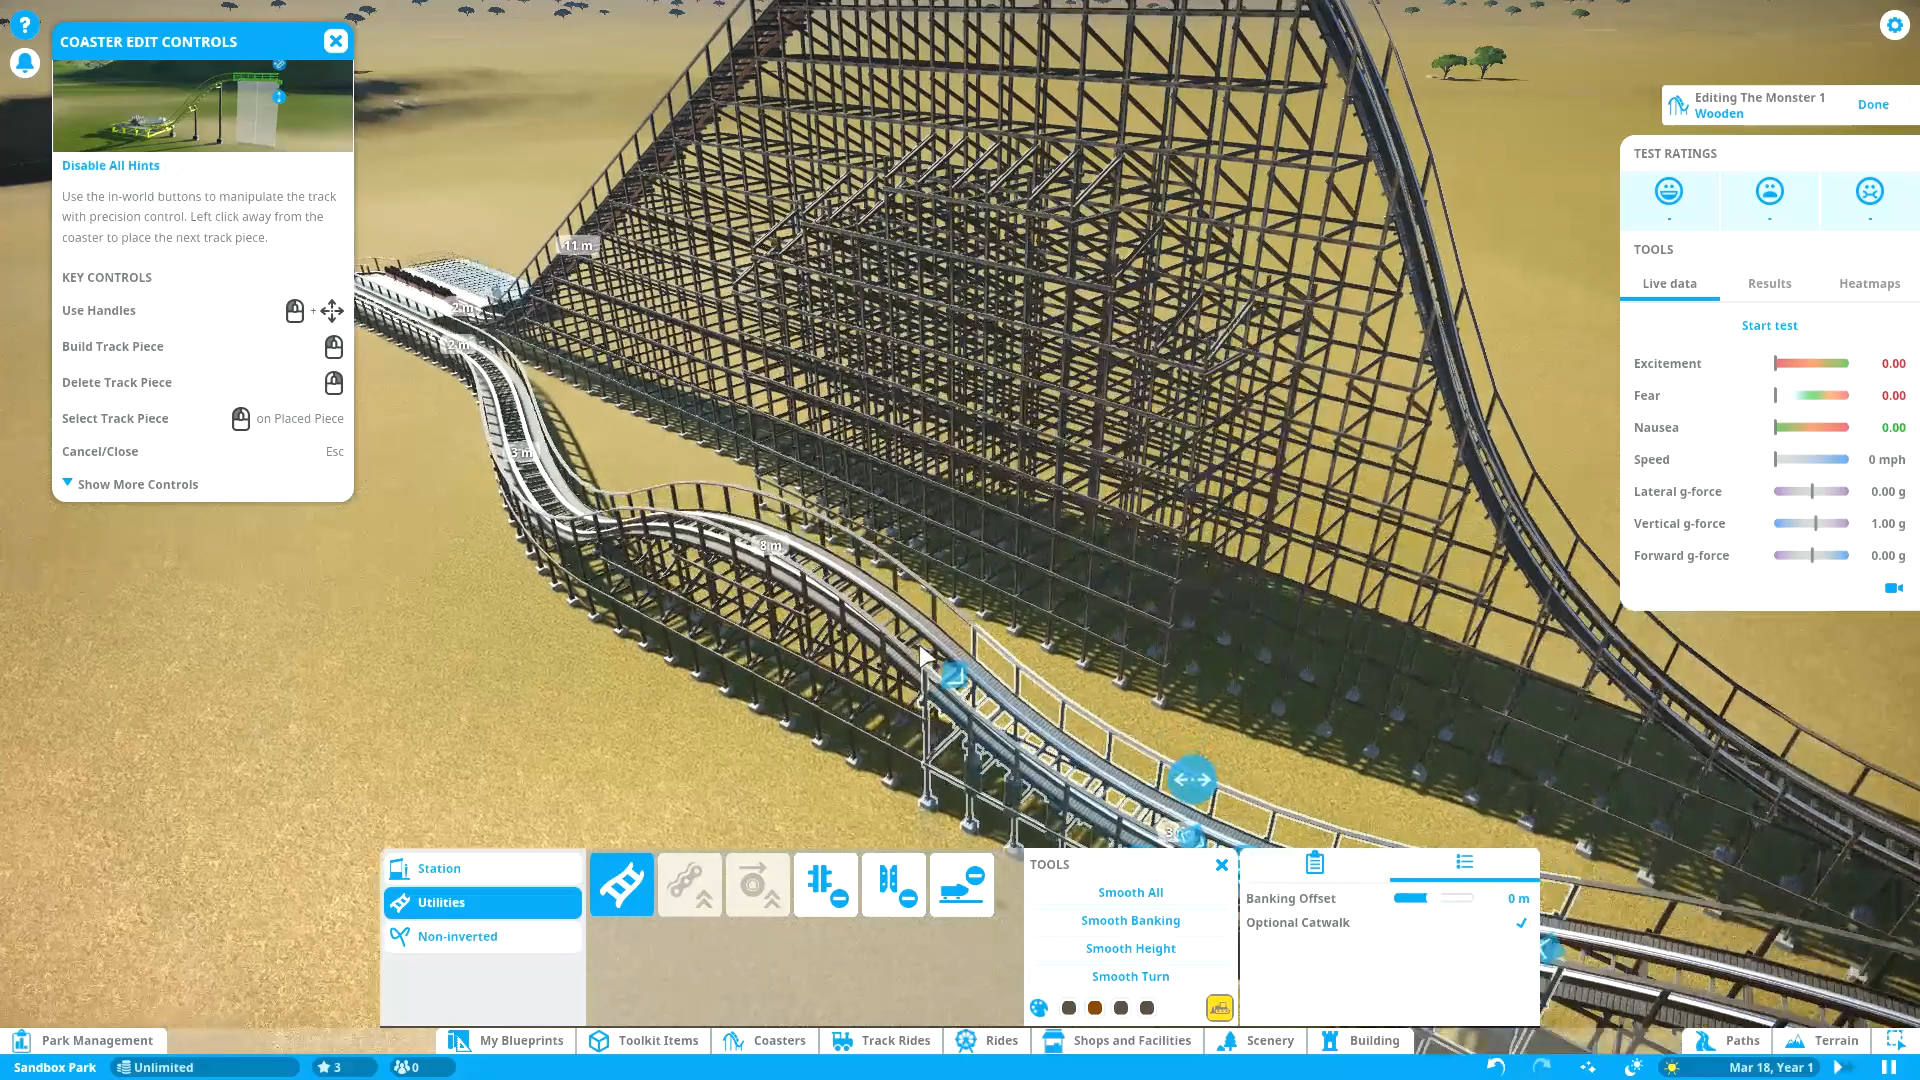 ?
COASTER EDIT CONTROLS
Disable All Hints
Use the in-world buttons to manipulate the track
with precision control. Left click away from the
coaster to place the next track piece.
KEY CONTROLS
Use Handles +
Build Track Piece
Delete Track Piece
Select Track Piece on Placed Piece
Cancel/Close Esc
Show More Controls
11 m
2 m
2 m
3 m
8 m
3
Editing The Monster 1
Wooden
Done
TEST RATINGS
- - -
TOOLS
Live data Results Heatmaps
Start test
Excitement 0.00
Fear 0.00
Nausea 0.00
Speed 0 mph
Lateral g-force 0.00 g
Vertical g-force 1.00 g
Forward g-force 0.00 g
Station
Utilities
Non-inverted
TOOLS
Smooth All
Smooth Banking
Smooth Height
Smooth Turn
Banking Offset 0 m
Optional Catwalk
Park Management
My Blueprints
Toolkit Items
Coasters
Track Rides
Rides
Shops and Facilities
Scenery
Building
Paths
Terrain
Sandbox Park
Unlimited
3
0
Mar 18, Year 1